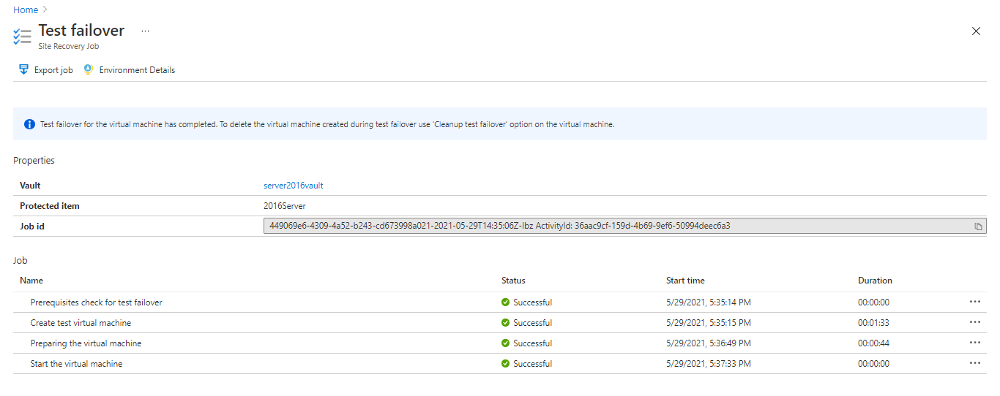 Home
Test failover ...
Site Recovery Job
Export job Environment Details
Test failover for the virtual machine has completed. To delete the virtual machine created during test failover use 'Cleanup test failover' option on the virtual machine.
Properties
Vault server2016vault
Protected item 2016Server
Job id 449069e6-4309-4a52-b243-cd673998a021-2021-05-29T14:35:06Z-Ibz ActivityId: 36aac9cf-159d-4b69-9ef6-50994deec6a3
Job
Name Status Start time Duration
Prerequisites check for test failover Successful 5/29/2021, 5:35:14 PM 00:00:00
Create test virtual machine Successful 5/29/2021, 5:35:15 PM 00:01:33
Preparing the virtual machine Successful 5/29/2021, 5:36:49 PM 00:00:44
Start the virtual machine Successful 5/29/2021, 5:37:33 PM 00:00:00